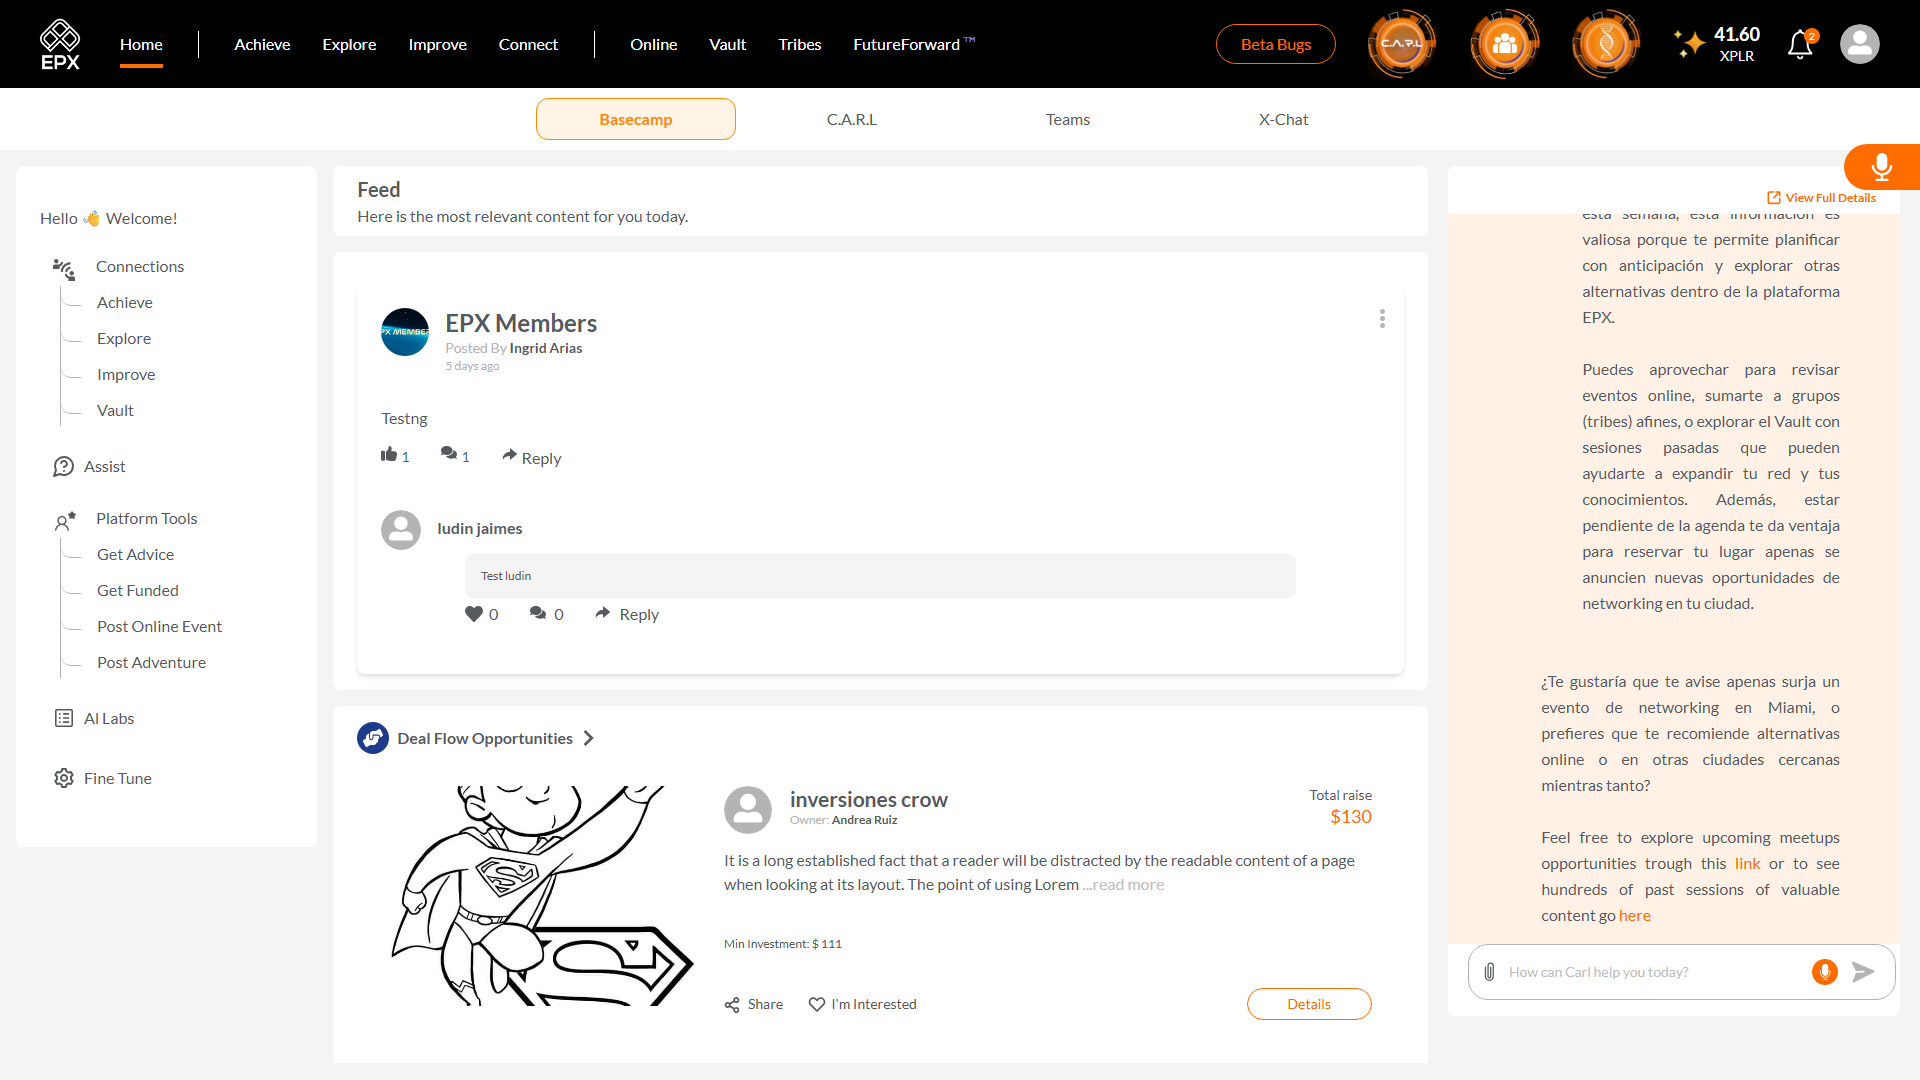 EPX
Home
Achieve
Explore
Improve
Connect
Online
Vault
Tribes
FutureForward™
Beta Bugs
C.A.R.L
41.60
XPLR
2
Basecamp
C.A.R.L
Teams
X-Chat
Hello 👋 Welcome!
Connections
Achieve
Explore
Improve
Vault
Assist
Platform Tools
Get Advice
Get Funded
Post Online Event
Post Adventure
AI Labs
Fine Tune
Feed
Here is the most relevant content for you today.
PX MEMBER
EPX Members
Posted By Ingrid Arias
5 days ago
Testng
1
1
Reply
ludin jaimes
Test ludin
0
0
Reply
Deal Flow Opportunities
inversiones crow
Owner: Andrea Ruiz
Total raise
$130
It is a long established fact that a reader will be distracted by the readable content of a page
when looking at its layout. The point of using Lorem ...read more
Min Investment: $ 111
Share
I'm Interested
Details
View Full Details
esta semana, esta información es
valiosa porque te permite planificar
con anticipación y explorar otras
alternativas dentro de la plataforma
EPX.
Puedes aprovechar para revisar
eventos online, sumarte a grupos
(tribes) afines, o explorar el Vault con
sesiones pasadas que pueden
ayudarte a expandir tu red y tus
conocimientos. Además, estar
pendiente de la agenda te da ventaja
para reservar tu lugar apenas se
anuncien nuevas oportunidades de
networking en tu ciudad.
¿Te gustaría que te avise apenas surja un
evento de networking en Miami, o
prefieres que te recomiende alternativas
online o en otras ciudades cercanas
mientras tanto?
Feel free to explore upcoming meetups
opportunities trough this link or to see
hundreds of past sessions of valuable
content go here
How can Carl help you today?